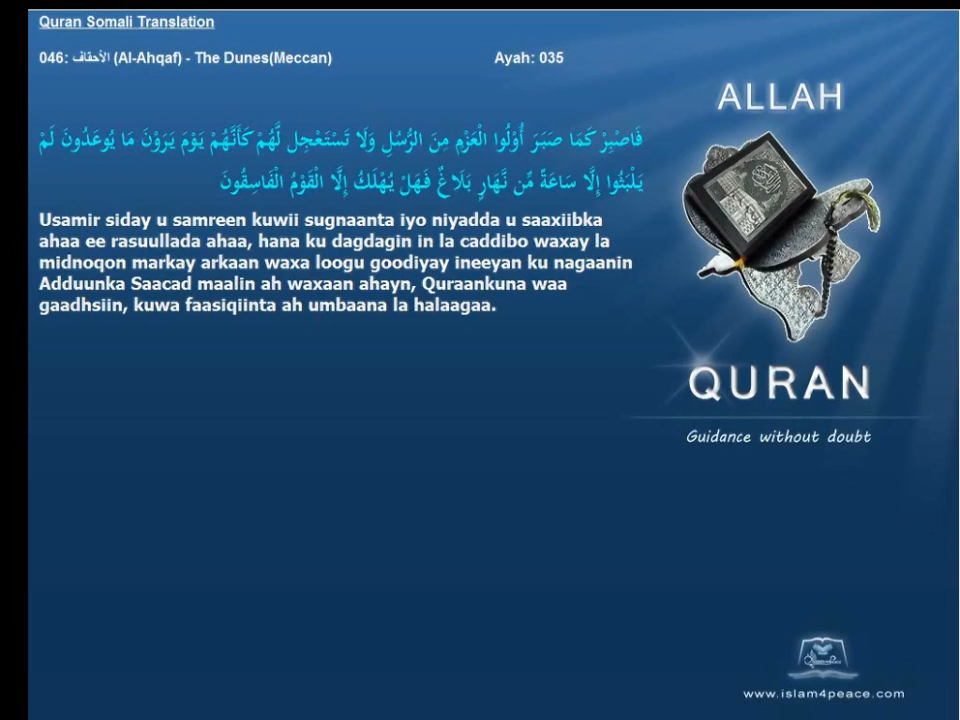 Quran Somali Translation
046: الأحقاف (Al-Ahqaf) - The Dunes(Meccan) Ayah: 035
فَاصْبِرْ كَمَا صَبَرَ أُوْلُوا الْعَزْمِ مِنَ الرُّسُلِ وَلَا تَسْتَعْجِل لَّهُمْ كَأَنَّهُمْ يَوْمَ يَرَوْنَ مَا يُوعَدُونَ لَمْ
يَلْبَثُوا إِلَّا سَاعَةً مِّن نَّهَارٍ بَلَاغٌ فَهَلْ يُهْلَكُ إِلَّا الْقَوْمُ الْفَاسِقُونَ
Usamir siday u samreen kuwii sugnaanta iyo niyadda u saaxiibka
ahaa ee rasuullada ahaa, hana ku dagdagin in la caddibo waxay la
midnoqon markay arkaan waxa loogu goodiyay ineeyan ku nagaanin
Adduunka Saacad maalin ah waxaan ahayn, Quraankuna waa
gaadhsiin, kuwa faasiqiinta ah umbaana la halaagaa.
ALLAH
QURAN
Guidance without doubt
www.islam4peace.com